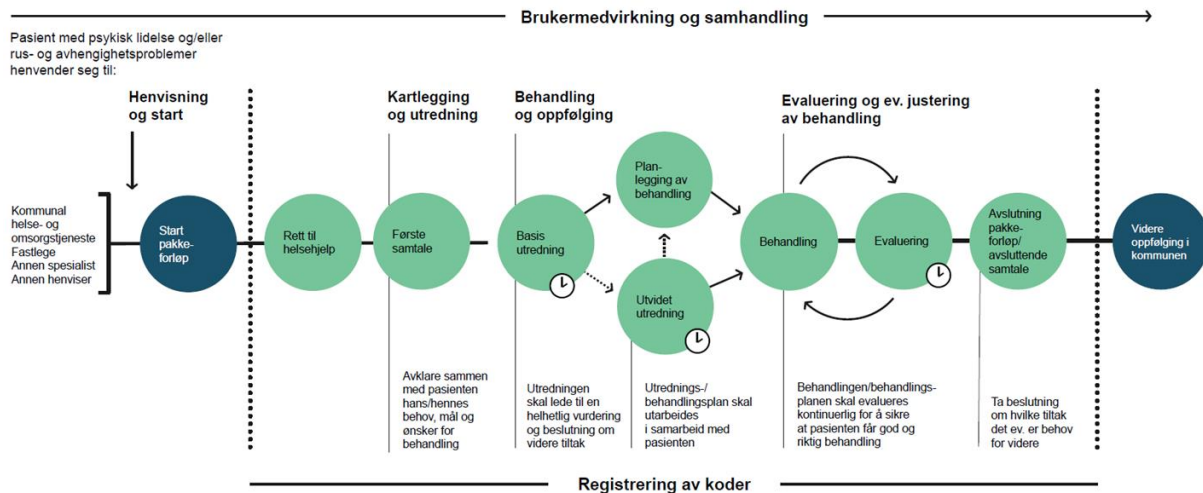 Brukermedvirkning og samhandling
Pasient med psykisk lidelse og/eller
rus- og avhengighetsproblemer
henvender seg til:
Henvisning
og start
Kartlegging
og utredning
Behandling
og oppfølging
Evaluering og ev. justering
av behandling
Kommunal
helse- og
omsorgstjeneste
Fastlege
Annen spesialist
Annen henviser
Start
pakke-
forløp
Rett til
helsehjelp
Første
samtale
Basis
utredning
Plan-
legging av
behandling
Utvidet
utredning
Behandling
Evaluering
Avslutning
pakke-
forløp/
avsluttende
samtale
Videre
oppfølging i
kommunen
Avklare sammen
med pasienten
hans/hennes
behov, mål og
ønsker for
behandling
Utredningen
skal lede til en
helhetlig vurdering
og beslutning om
videre tiltak
Utrednings-/
behandlingsplan skal
utarbeides
i samarbeid med
pasienten
Behandlingen/behandlings-
planen skal evalueres
kontinuerlig for å sikre
at pasienten får god og
riktig behandling
Ta beslutning
om hvilke tiltak
det ev. er behov
for videre
Registrering av koder